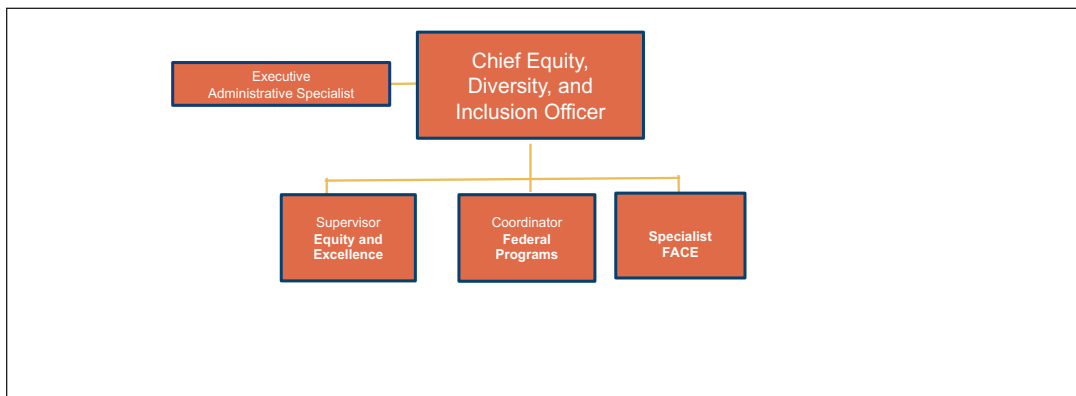 Chief Equity,
Diversity, and
Inclusion Officer
Executive
Administrative Specialist
Supervisor
Equity and
Excellence
Coordinator
Federal
Programs
Specialist
FACE